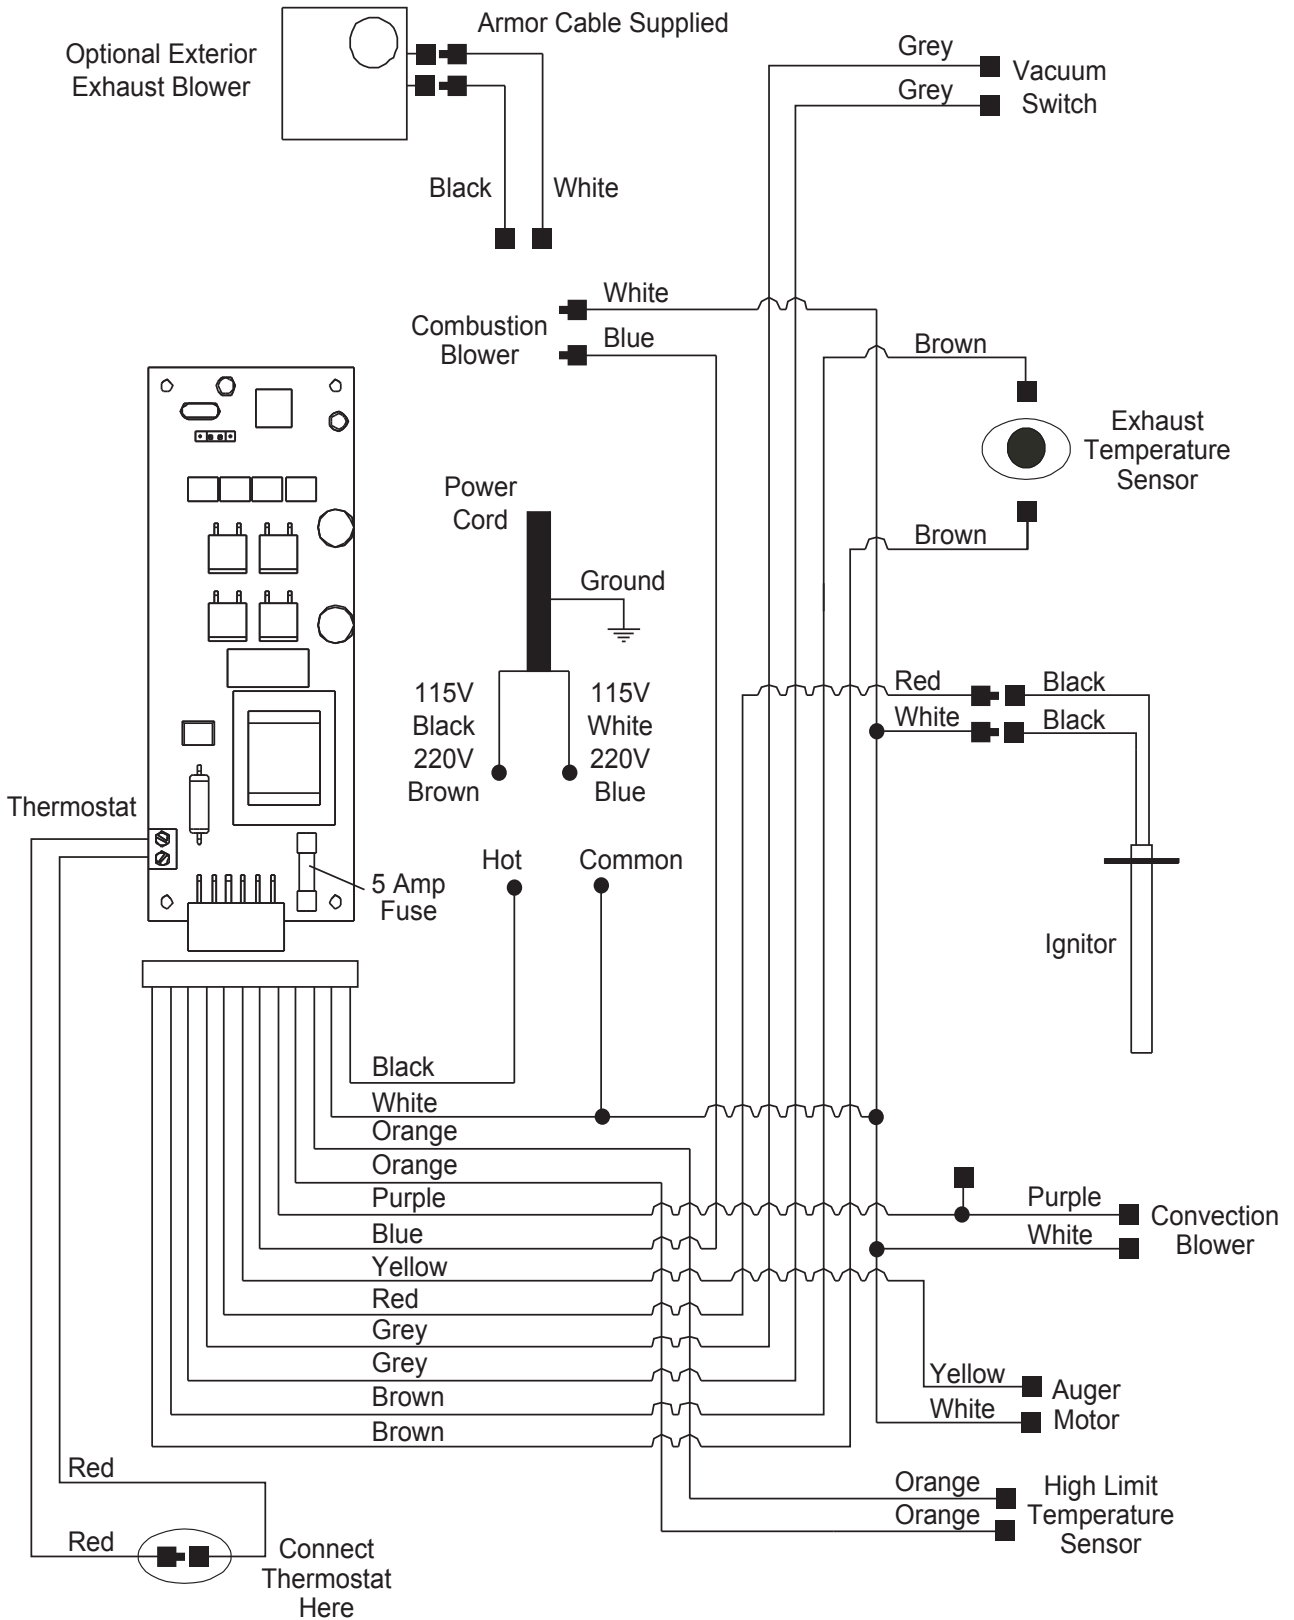 Armor Cable Supplied
Optional Exterior
Exhaust Blower
Grey
Grey
Vacuum
Switch
Black
White
White
Blue
Combustion
Blower
Brown
Exhaust
Temperature
Sensor
Brown
Power
Cord
Ground
115V
Black
220V
Brown
115V
White
220V
Blue
Red
White
Black
Black
Ignitor
Thermostat
5 Amp
Fuse
Hot
Common
Black
White
Orange
Orange
Purple
Blue
Yellow
Red
Grey
Grey
Brown
Brown
Purple
White
Convection
Blower
Yellow
White
Auger
Motor
Orange
Orange
High Limit
Temperature
Sensor
Red
Red
Connect
Thermostat
Here